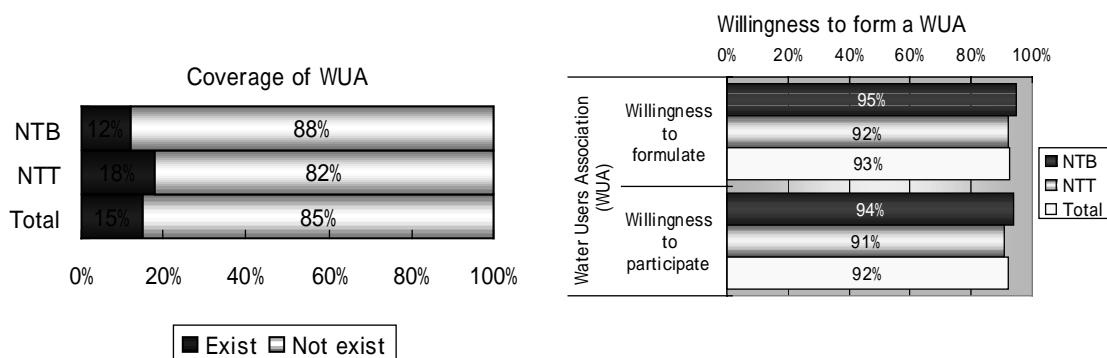 Coverage of WUA
NTB 12% 88%
NTT 18% 82%
Total 15% 85%
0% 20% 40% 60% 80% 100%
Exist Not exist
Willingness to form a WUA
0% 20% 40% 60% 80% 100%
Water Users Association
(WUA)
Willingness
to
formulate
95%
92%
93%
Willingness
to
participate
94%
91%
92%
NTB
NTT
Total